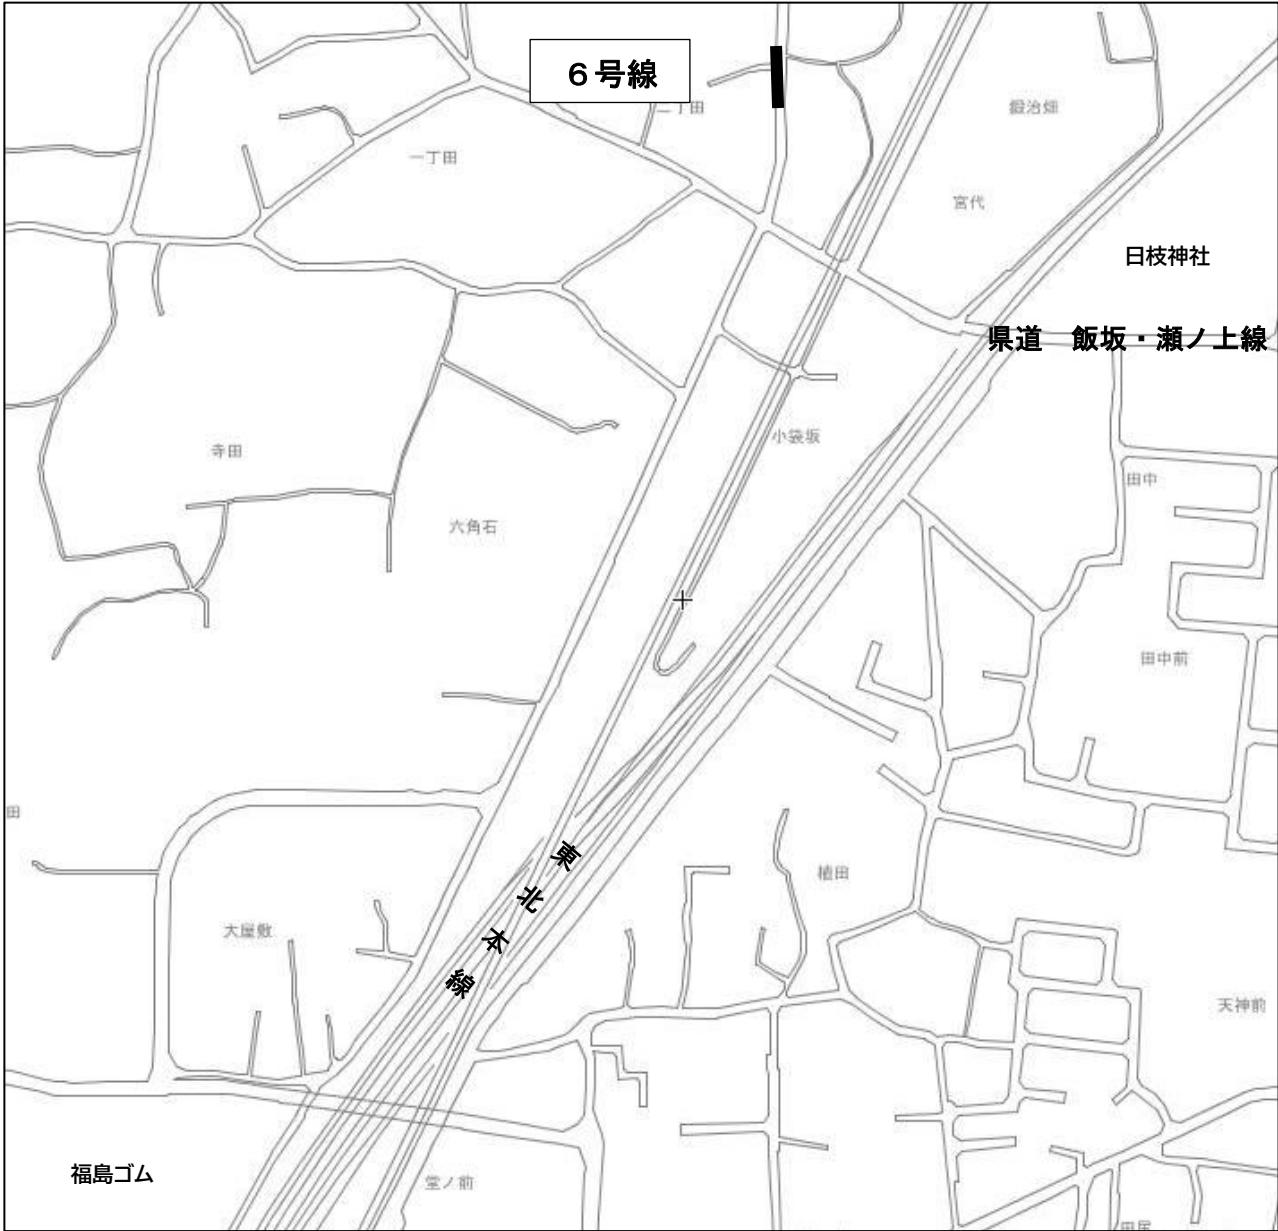 6号線
二丁田
鍛治畑
一丁田
宮代
日枝神社
県道 飯坂・瀬ノ上線
小袋坂
寺田
田中
六角石
田中前
田
東北本線
植田
大屋敷
天神前
福島ゴム
堂ノ前